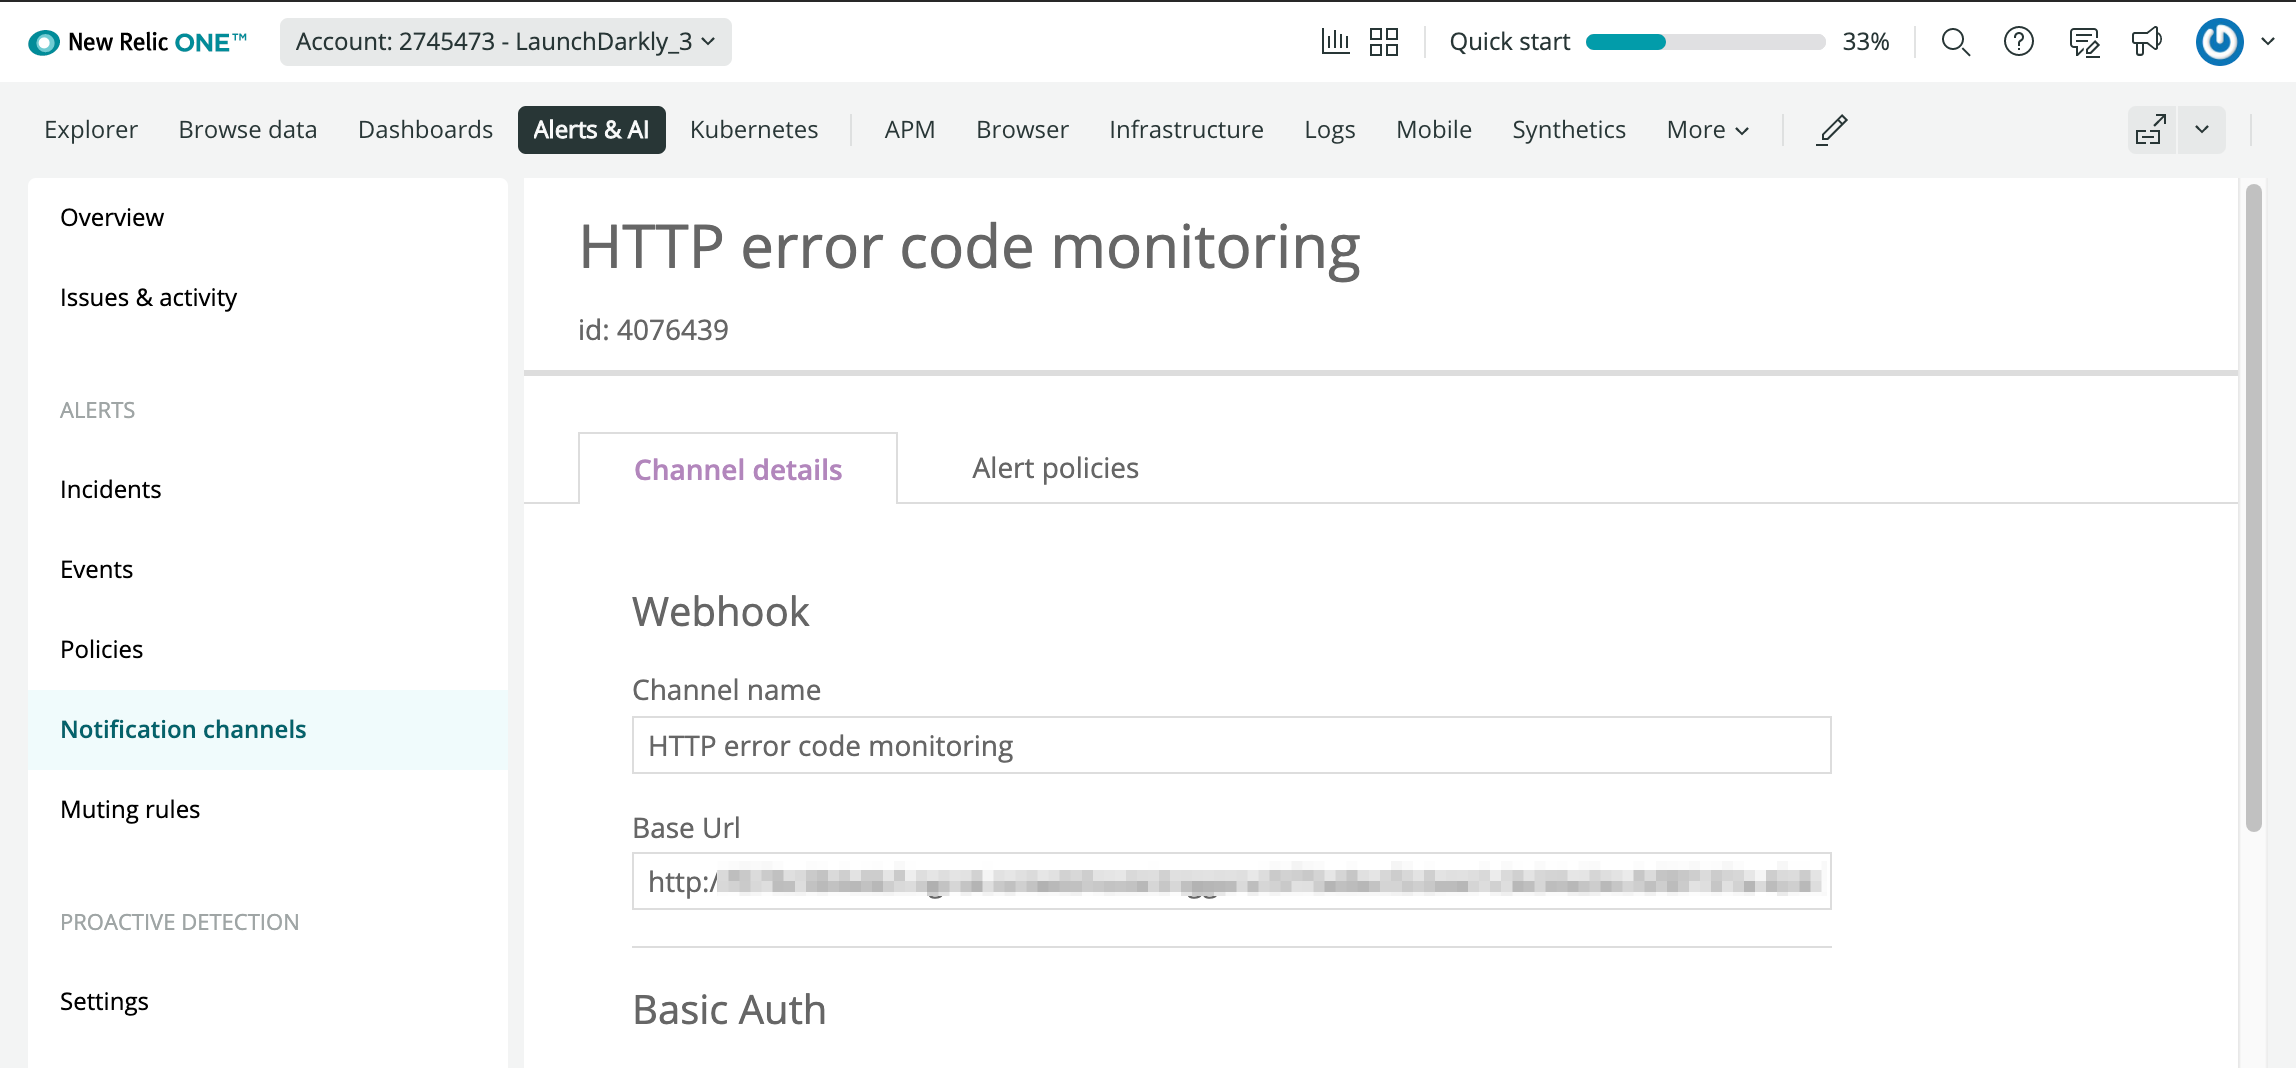 New Relic ONE™
Account: 2745473 - LaunchDarkly_3
Quick start
33%
Explorer
Browse data
Dashboards
Alerts & AI
Kubernetes
APM
Browser
Infrastructure
Logs
Mobile
Synthetics
More
Overview
Issues & activity
ALERTS
Incidents
Events
Policies
Notification channels
Muting rules
PROACTIVE DETECTION
Settings
HTTP error code monitoring
id: 4076439
Channel details
Alert policies
Webhook
Channel name
HTTP error code monitoring
Base Url
http:/
Basic Auth